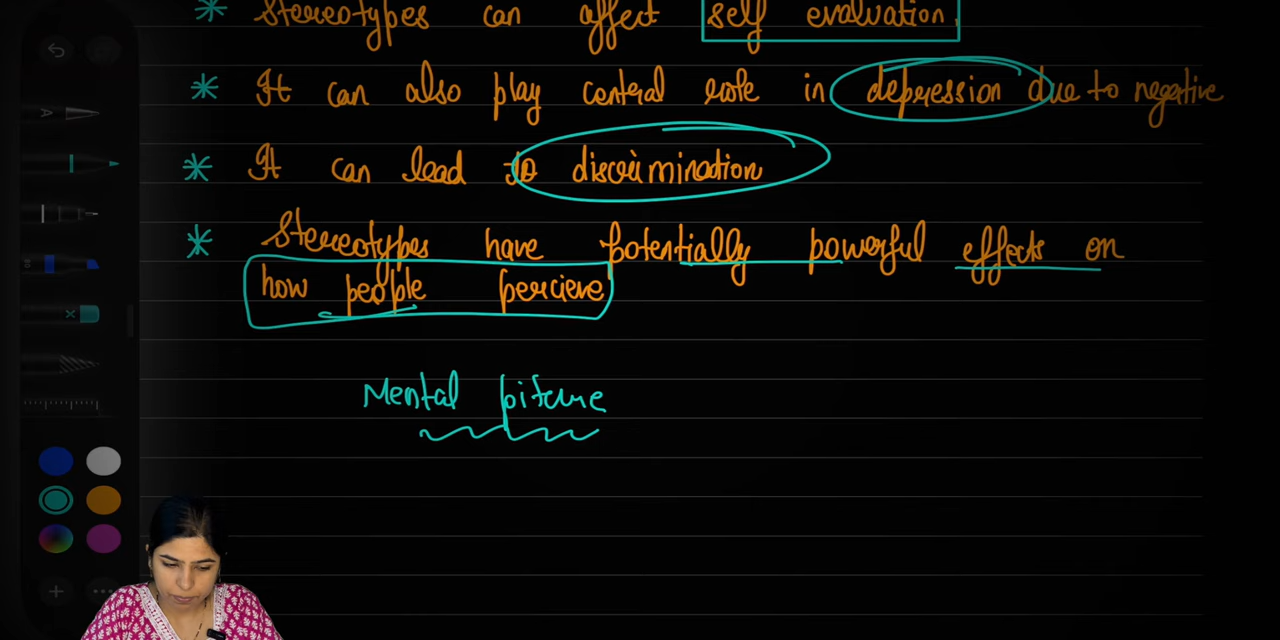 * Stereotypes can affect self evaluation.
* It can also play central role in depression due to negative
* It can lead to discrimination
* Stereotypes have potentially powerful effects on
how people percieve
Mental pitcure